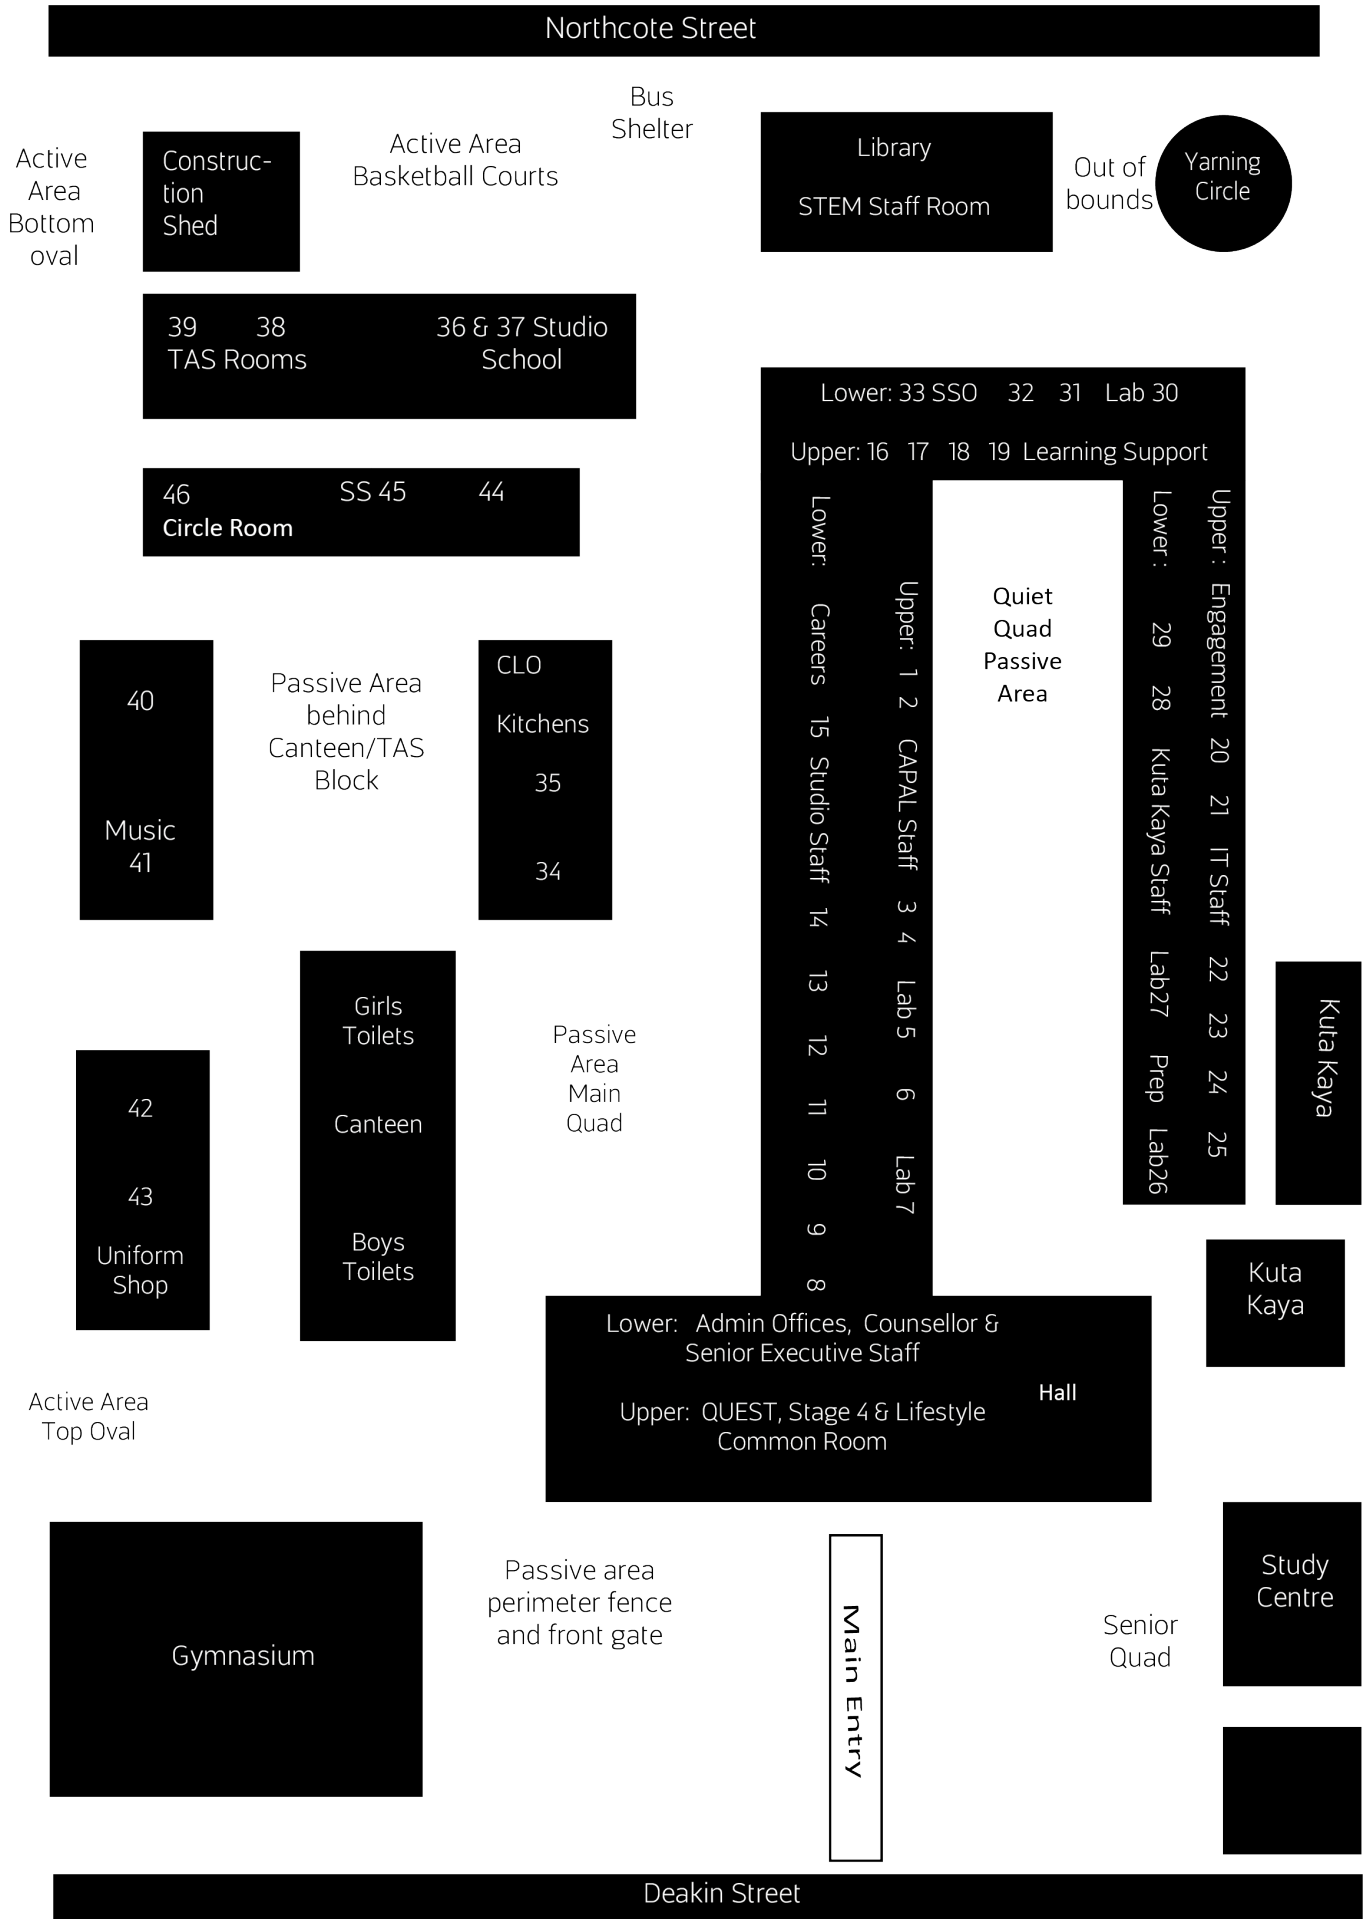 Northcote Street
Bus
Shelter
Active
Area
Bottom
oval
Construc-
tion
Shed
Active Area
Basketball Courts
Library
STEM Staff Room
Out of
bounds
Yarning
Circle
39 38
TAS Rooms
36 & 37 Studio
School
Lower: 33 SSO 32 31 Lab 30
Upper: 16 17 18 19 Learning Support
46
Circle Room
SS 45
44
Lower: Careers 15 Studio Staff 14 13 12 11 10 9 8
Upper: 1 2 CAPAL Staff 3 4 Lab 5 6 Lab 7
Quiet
Quad
Passive
Area
Lower : 29 28 Kuta Kaya Staff Lab27 Prep Lab26
Upper : Engagement 20 21 IT Staff 22 23 24 25
40
Music
41
Passive Area
behind
Canteen/TAS
Block
CLO
Kitchens
35
34
Girls
Toilets
Canteen
Boys
Toilets
Passive
Area
Main
Quad
Kuta Kaya
42
43
Uniform
Shop
Kuta
Kaya
Lower: Admin Offices, Counsellor &
Senior Executive Staff
Hall
Upper: QUEST, Stage 4 & Lifestyle
Common Room
Active Area
Top Oval
Gymnasium
Passive area
perimeter fence
and front gate
Main Entry
Senior
Quad
Study
Centre
Deakin Street